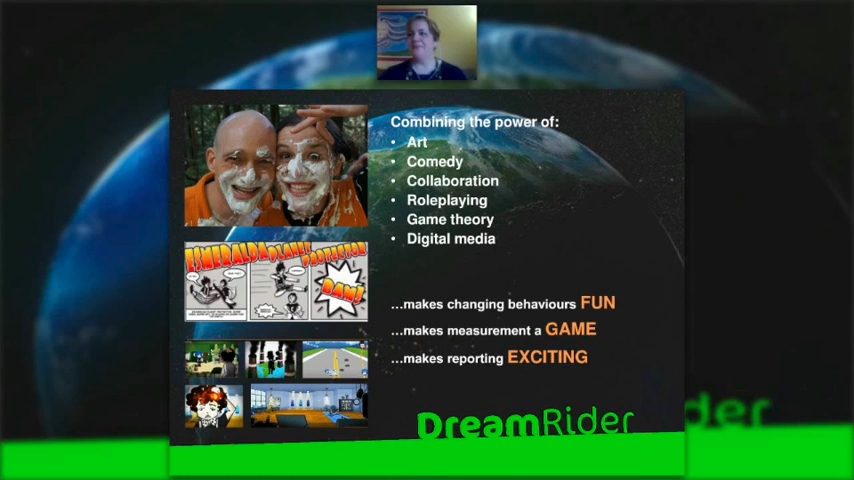 Combining the power of:
• Art
• Comedy
• Collaboration
• Roleplaying
• Game theory
• Digital media
...makes changing behaviours FUN
...makes measurement a GAME
...makes reporting EXCITING
ESMERALDA PLANET PROTECTOR
BAM!
DreamRider
der